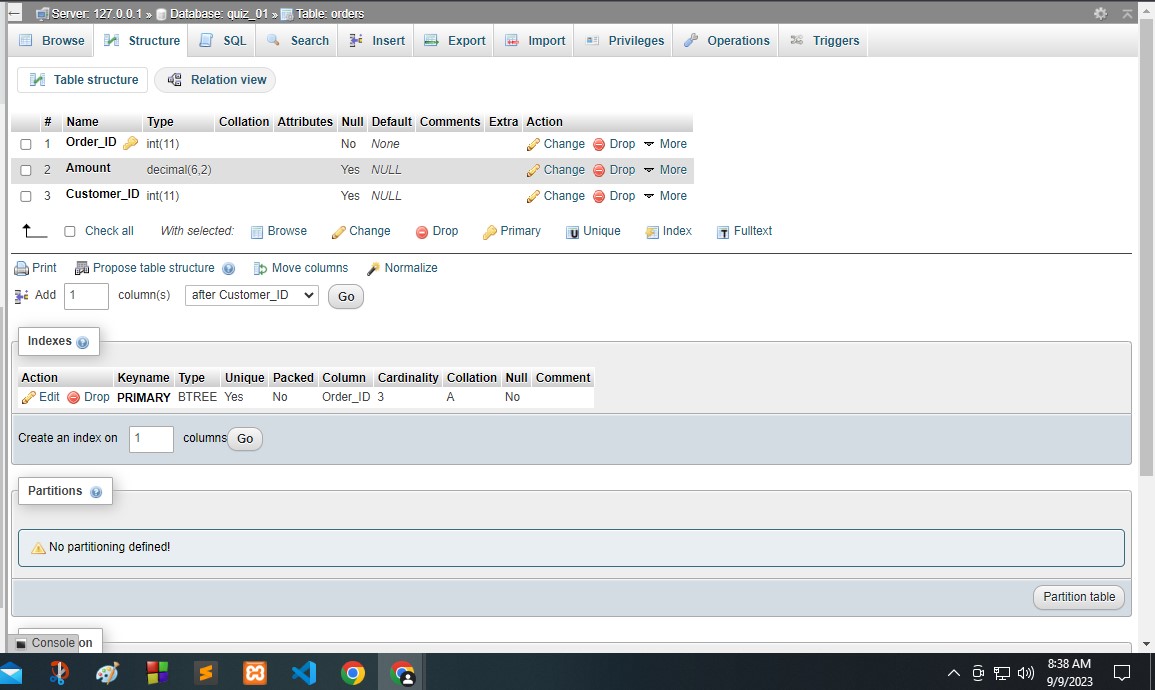 Server: 127.0.0.1 » Database: quiz_01 » Table: orders
Browse Structure SQL Search Insert Export Import Privileges Operations Triggers
Table structure Relation view
# Name Type Collation Attributes Null Default Comments Extra Action
1 Order_ID int(11) No None Change Drop More
2 Amount decimal(6,2) Yes NULL Change Drop More
3 Customer_ID int(11) Yes NULL Change Drop More
Check all With selected: Browse Change Drop Primary Unique Index Fulltext
Print Propose table structure Move columns Normalize
Add 1 column(s) after Customer_ID Go
Indexes
Action Keyname Type Unique Packed Column Cardinality Collation Null Comment
Edit Drop PRIMARY BTREE Yes No Order_ID 3 A No
Create an index on 1 columns Go
Partitions
No partitioning defined!
Partition table
Console on
8:38 AM
9/9/2023